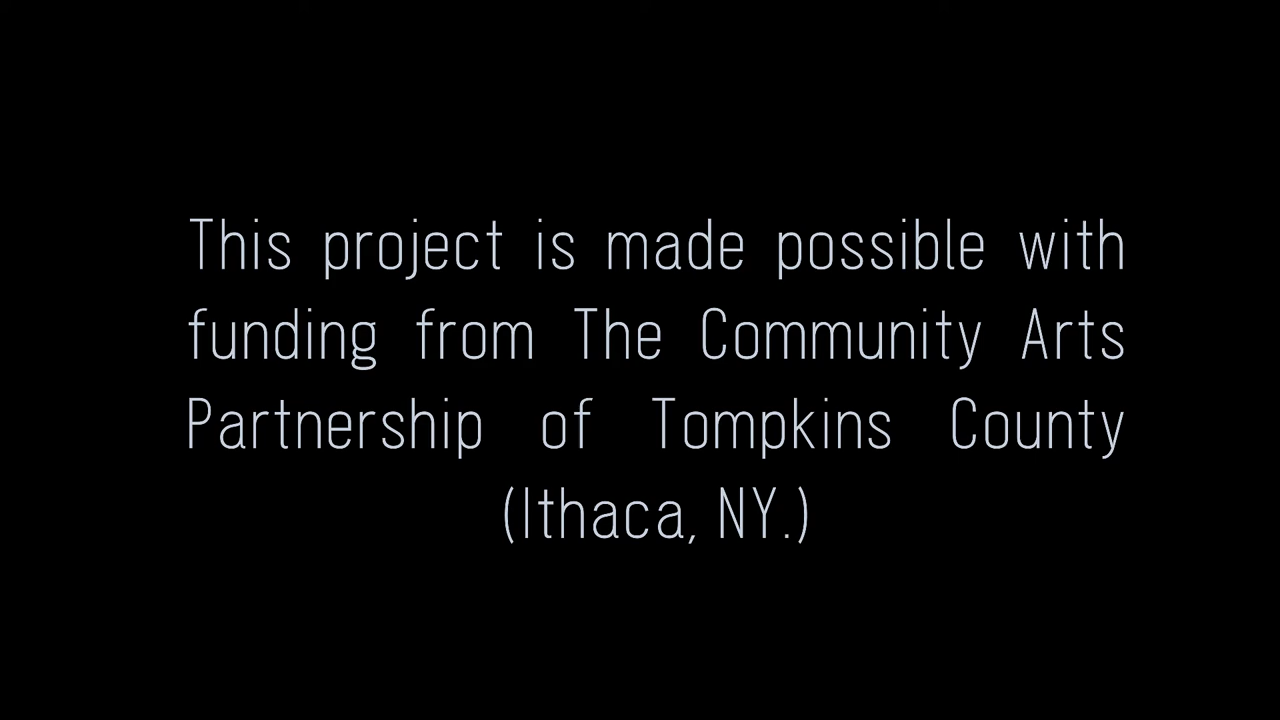 This project is made possible with
funding from The Community Arts
Partnership of Tompkins County
(Ithaca, NY.)